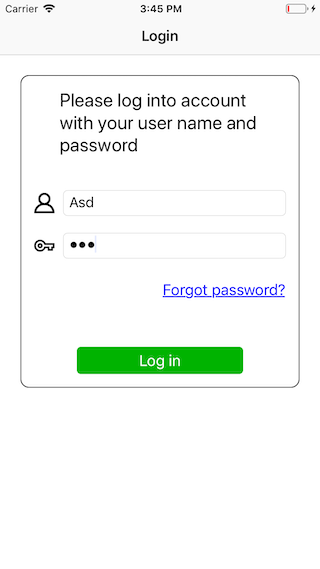 Carrier 3:45 PM
Login
Please log into account
with your user name and
password
Asd
•••
Forgot password?
Log in